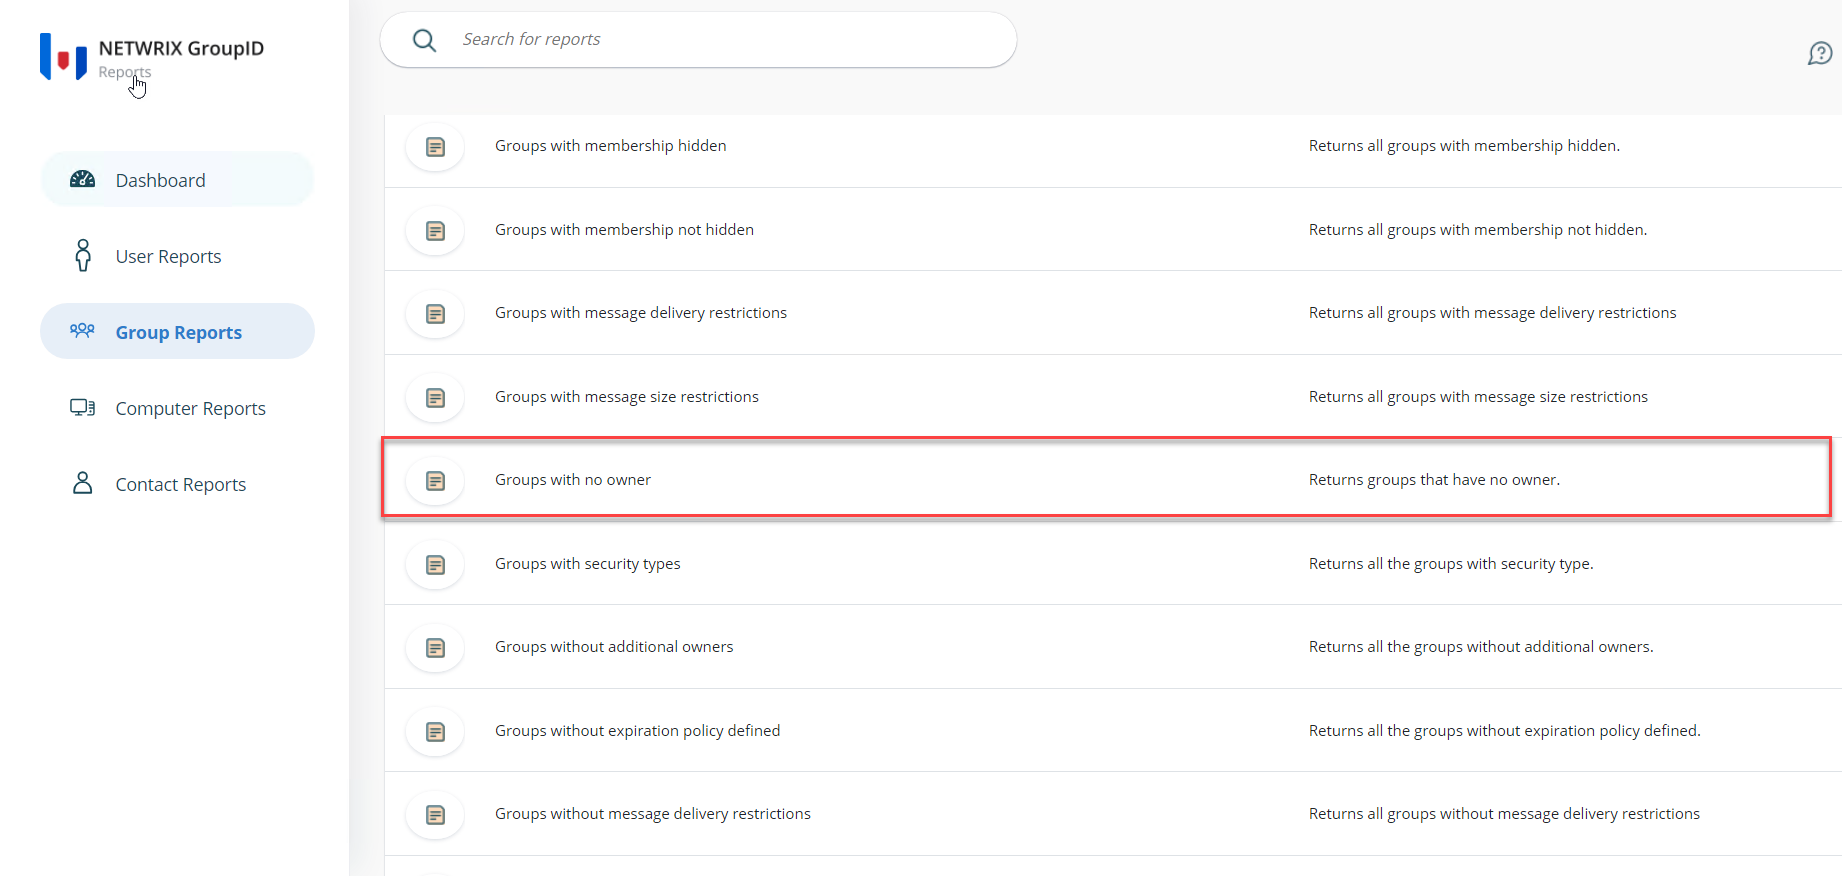 NETWRIX GroupID
Reports
Search for reports
Dashboard
User Reports
Group Reports
Computer Reports
Contact Reports
Groups with membership hidden Returns all groups with membership hidden.
Groups with membership not hidden Returns all groups with membership not hidden.
Groups with message delivery restrictions Returns all groups with message delivery restrictions
Groups with message size restrictions Returns all groups with message size restrictions
Groups with no owner Returns groups that have no owner.
Groups with security types Returns all the groups with security type.
Groups without additional owners Returns all the groups without additional owners.
Groups without expiration policy defined Returns all the groups without expiration policy defined.
Groups without message delivery restrictions Returns all groups without message delivery restrictions